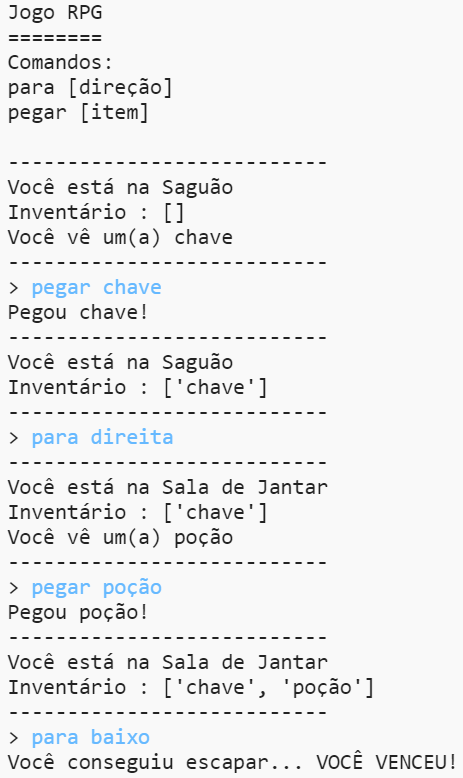 Jogo RPG
========
Comandos:
para [direção]
pegar [item]
---------------------------
Você está na Saguão
Inventário : []
Você vê um(a) chave
---------------------------
> pegar chave
Pegou chave!
---------------------------
Você está na Saguão
Inventário : ['chave']
---------------------------
> para direita
---------------------------
Você está na Sala de Jantar
Inventário : ['chave']
Você vê um(a) poção
---------------------------
> pegar poção
Pegou poção!
---------------------------
Você está na Sala de Jantar
Inventário : ['chave', 'poção']
---------------------------
> para baixo
Você conseguiu escapar... VOCÊ VENCEU!